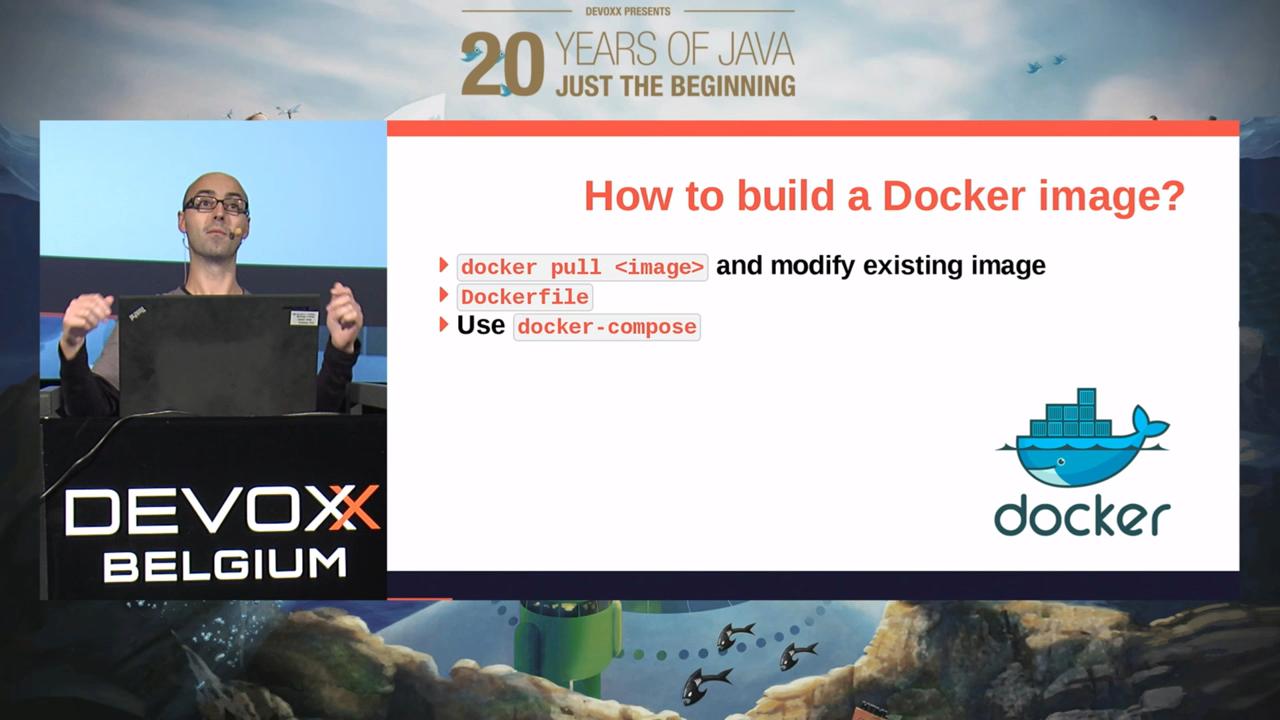 DEVOXX PRESENTS
20 YEARS OF JAVA
JUST THE BEGINNING
How to build a Docker image?
docker pull <image> and modify existing image
Dockerfile
Use docker-compose
docker
DEVOXX
BELGIUM